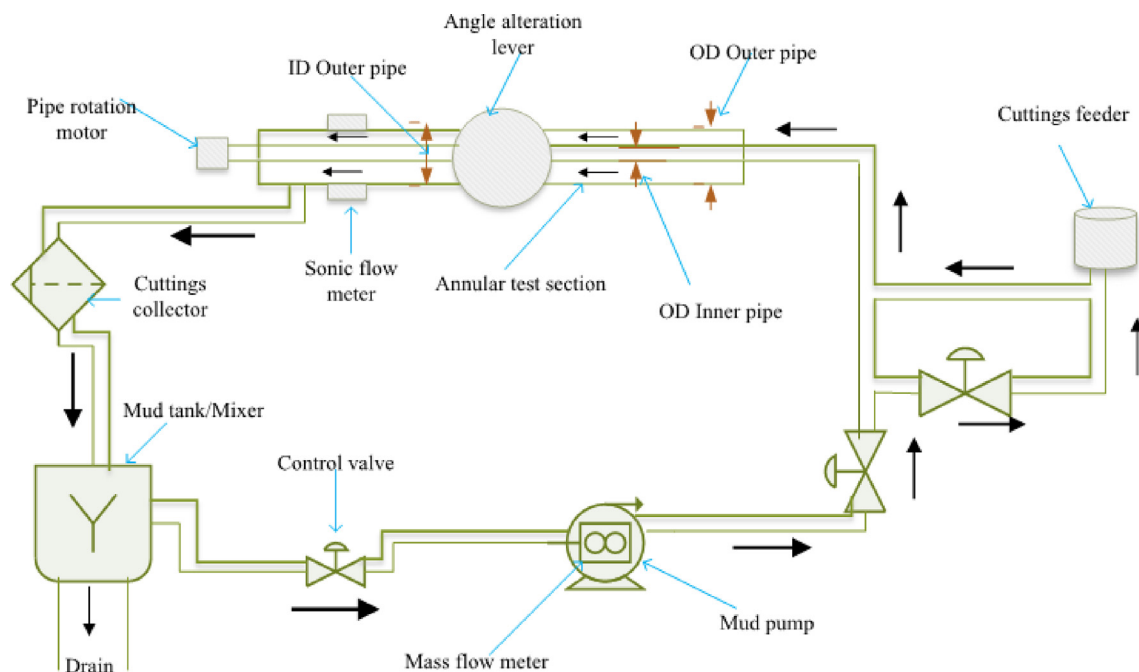 Angle alteration
lever
OD Outer pipe
ID Outer pipe
Pipe rotation
motor
Cuttings feeder
Sonic flow
meter
Annular test section
OD Inner pipe
Cuttings
collector
Mud tank/Mixer
Control valve
Mud pump
Mass flow meter
Drain